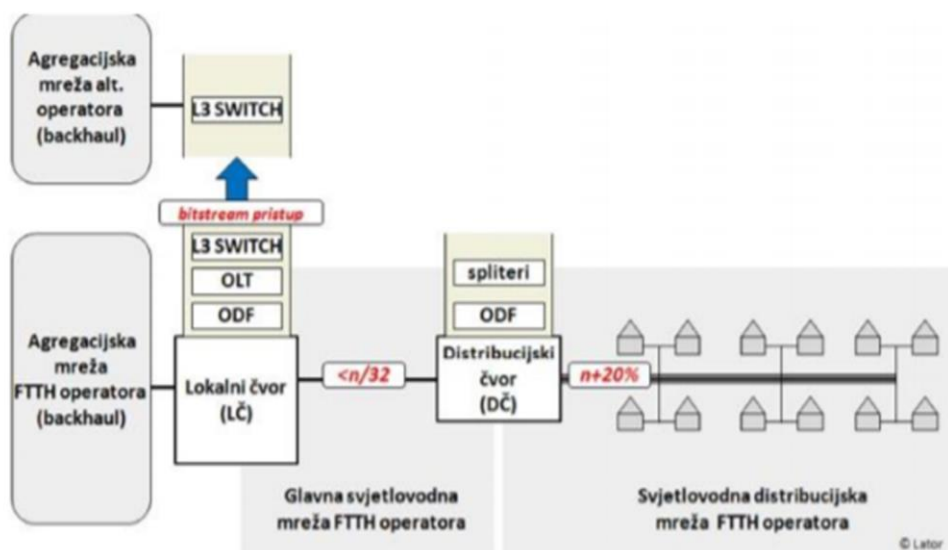 Agregacijska
mreža alt.
operatora
(backhaul)
L3 SWITCH
bitstream pristup
L3 SWITCH
OLT
ODF
Agregacijska
mreža
FTTH operatora
(backhaul)
Lokalni čvor
(LČ)
<n/32
spliteri
ODF
Distribucijski
čvor
(DČ)
n+20%
Glavna svjetlovodna
mreža FTTH operatora
Svjetlovodna distribucijska
mreža FTTH operatora
© Lator